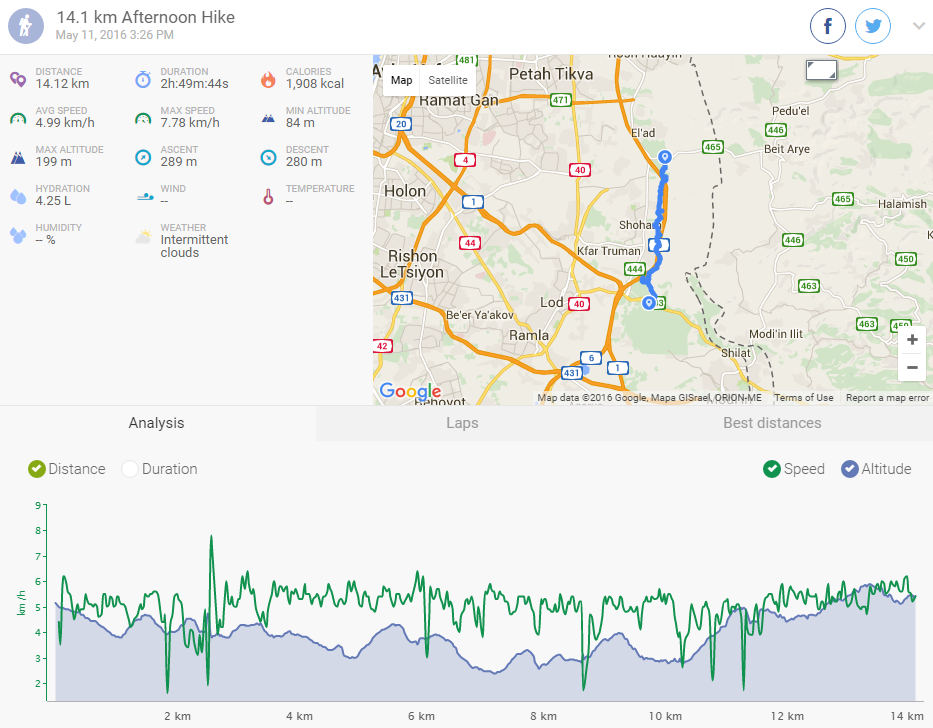 14.1 km Afternoon Hike
May 11, 2016 3:26 PM
DISTANCE
14.12 km
DURATION
2h:49m:44s
CALORIES
1,908 kcal
AVG SPEED
4.99 km/h
MAX SPEED
7.78 km/h
MIN ALTITUDE
84 m
MAX ALTITUDE
199 m
ASCENT
289 m
DESCENT
280 m
HYDRATION
4.25 L
WIND
--
TEMPERATURE
--
HUMIDITY
-- %
WEATHER
Intermittent
clouds
Map
Satellite
481
Petah Tikva
Ramat Gan
471
20
El'ad
Pedu'el
446
465
Beit Arye
4
40
Holon
1
465
Halamish
44
Kfar Truman
446
Rishon
LeTsiyon
444
450
463
431
Lod
40
Be'er Ya'akov
Ramla
463
Modi'in Ilit
42
6
Shilat
431
1
+
−
Google
Map data ©2016 Google, Mapa GISrael, ORION-ME
Terms of Use
Report a map error
Analysis
Laps
Best distances
Distance
Duration
Speed
Altitude
km/h
9
8
7
6
5
4
3
2
2 km
4 km
6 km
8 km
10 km
12 km
14 km